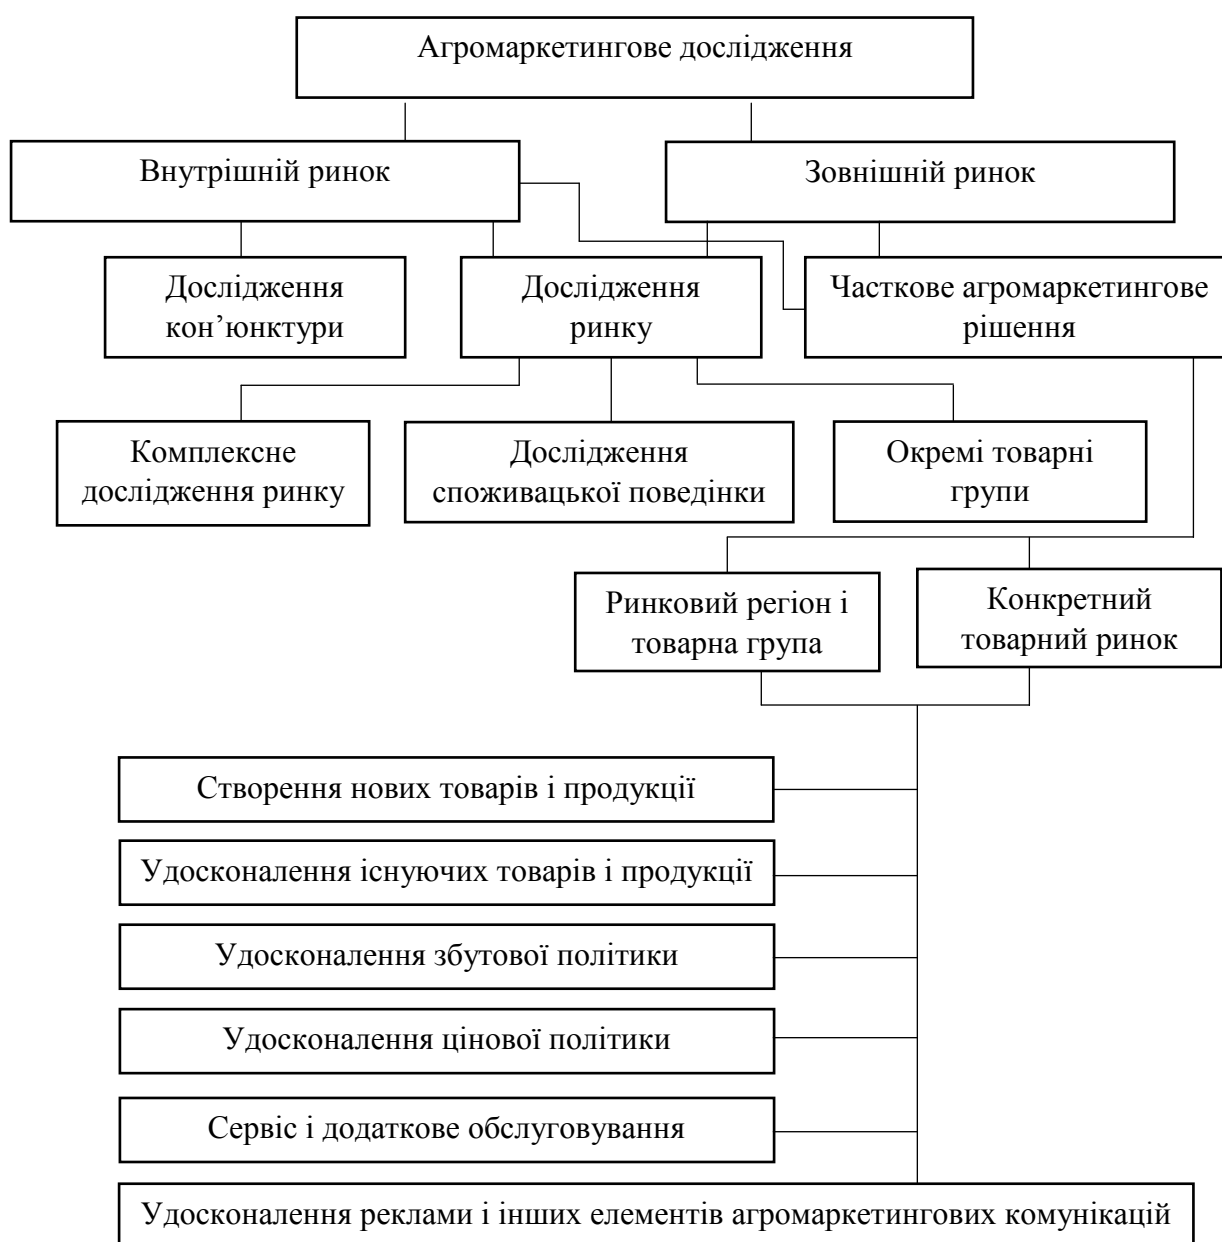 Агромаркетингове дослідження
Внутрішній ринок
Зовнішній ринок
Дослідження
кон’юнктури
Дослідження
ринку
Часткове агромаркетингове
рішення
Комплексне
дослідження ринку
Дослідження
споживацької поведінки
Окремі товарні
групи
Ринковий регіон і
товарна група
Конкретний
товарний ринок
Створення нових товарів і продукції
Удосконалення існуючих товарів і продукції
Удосконалення збутової політики
Удосконалення цінової політики
Сервіс і додаткове обслуговування
Удосконалення реклами і інших елементів агромаркетингових комунікацій